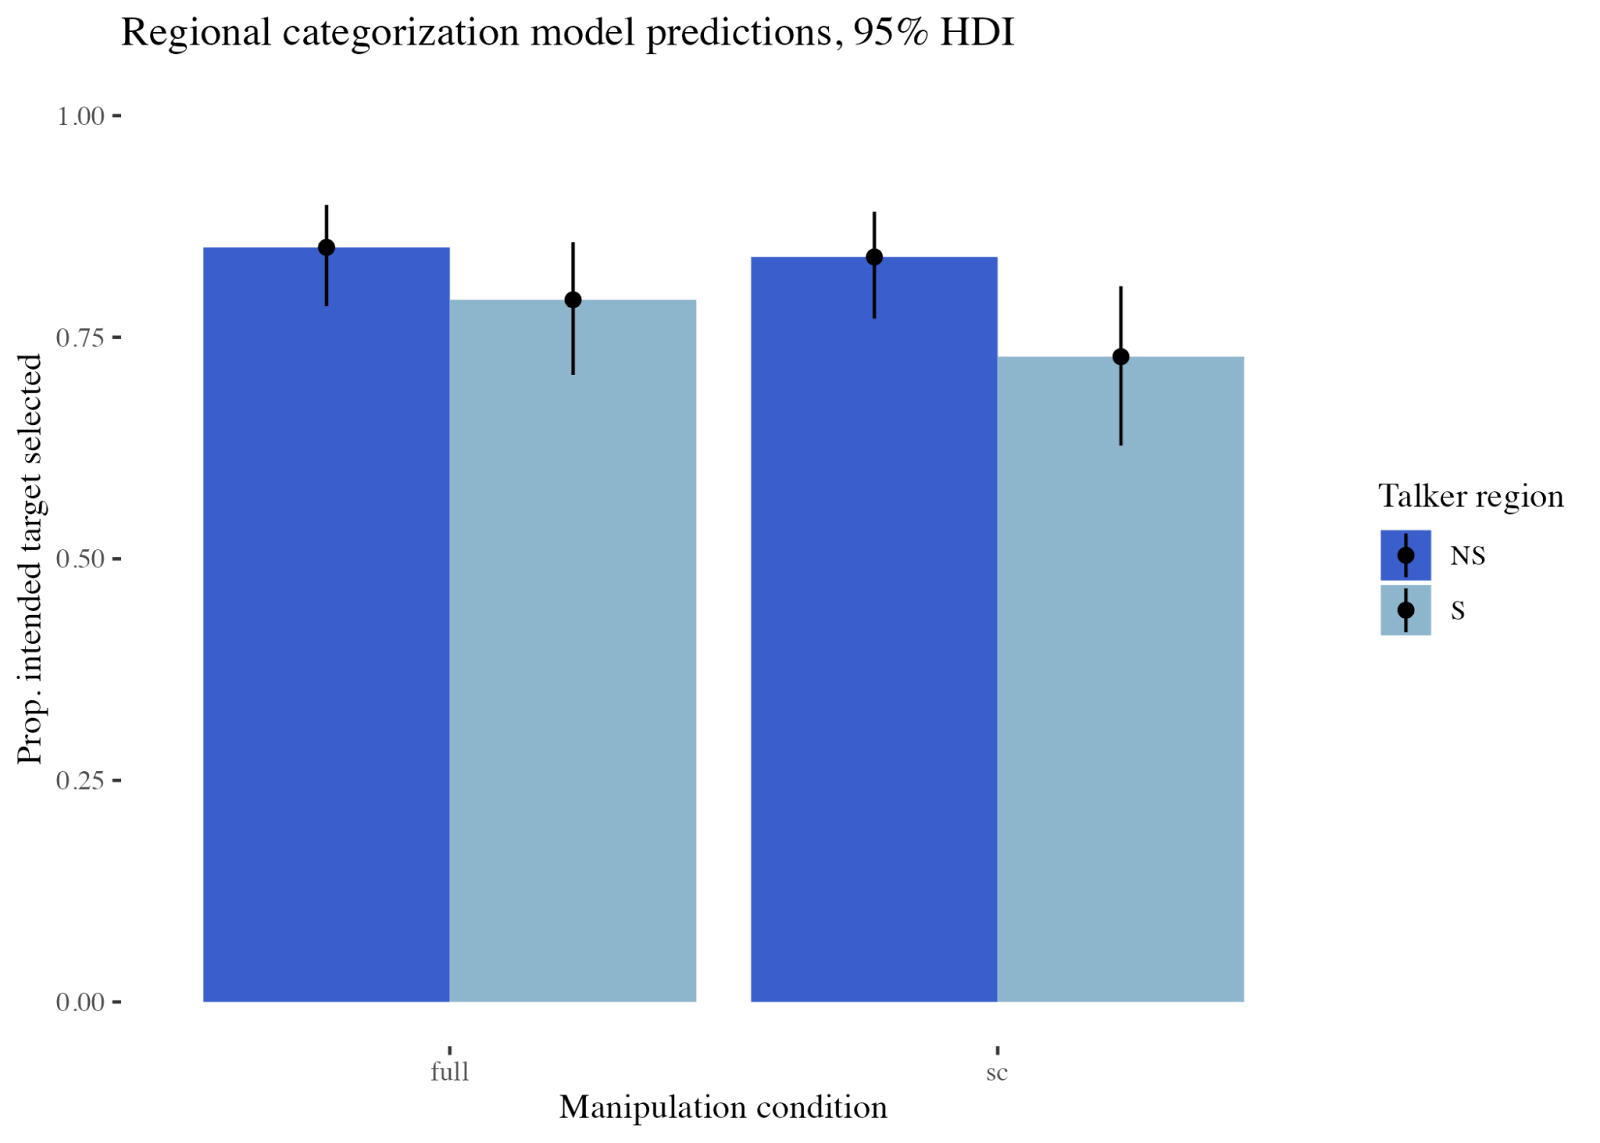 Regional categorization model predictions, 95% HDI
1.00
0.75
0.50
0.25
0.00
Prop. intended target selected
full
sc
Manipulation condition
Talker region
NS
S